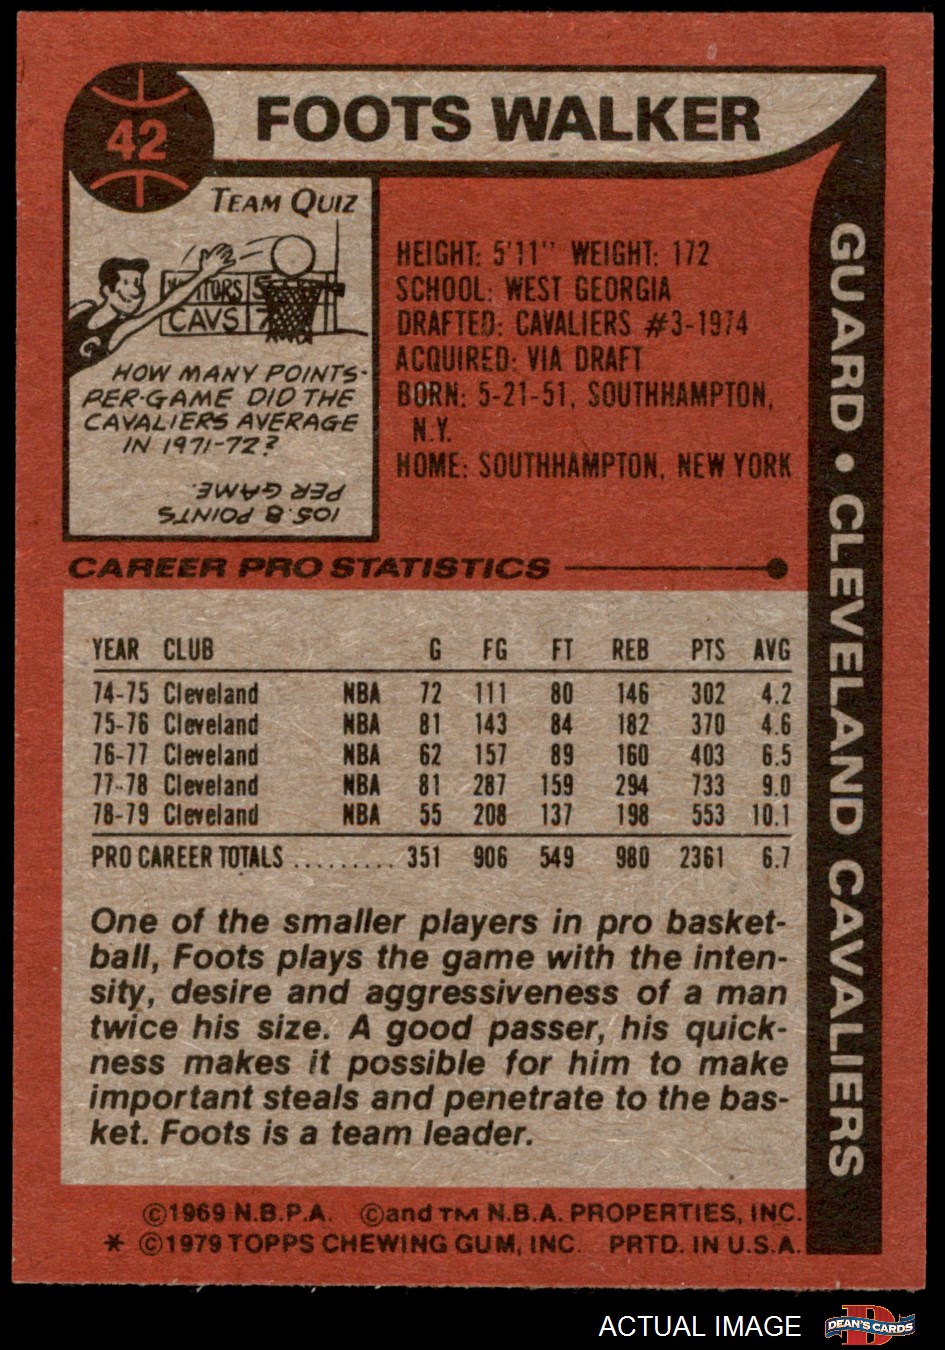 42
FOOTS WALKER
TEAM QUIZ
CAVS 7
HOW MANY POINTS-
PER-GAME DID THE
CAVALIERS AVERAGE
IN 1971-72?
105.8 POINTS
PER GAME.
HEIGHT: 5'11" WEIGHT: 172
SCHOOL: WEST GEORGIA
DRAFTED: CAVALIERS #3-1974
ACQUIRED: VIA DRAFT
BORN: 5-21-51, SOUTHHAMPTON,
N.Y.
HOME: SOUTHHAMPTON, NEW YORK
GUARD • CLEVELAND CAVALIERS
CAREER PRO STATISTICS
YEAR CLUB G FG FT REB PTS AVG
74-75 Cleveland NBA 72 111 80 146 302 4.2
75-76 Cleveland NBA 81 143 84 182 370 4.6
76-77 Cleveland NBA 62 157 89 160 403 6.5
77-78 Cleveland NBA 81 287 159 294 733 9.0
78-79 Cleveland NBA 55 208 137 198 553 10.1
PRO CAREER TOTALS ......... 351 906 549 980 2361 6.7
One of the smaller players in pro basket-
ball, Foots plays the game with the inten-
sity, desire and aggressiveness of a man
twice his size. A good passer, his quick-
ness makes it possible for him to make
important steals and penetrate to the bas-
ket. Foots is a team leader.
©1969 N.B.P.A. ©and TM N.B.A. PROPERTIES, INC.
* ©1979 TOPPS CHEWING GUM, INC. PRTD. IN U.S.A.
ACTUAL IMAGE
DEAN'S CARDS